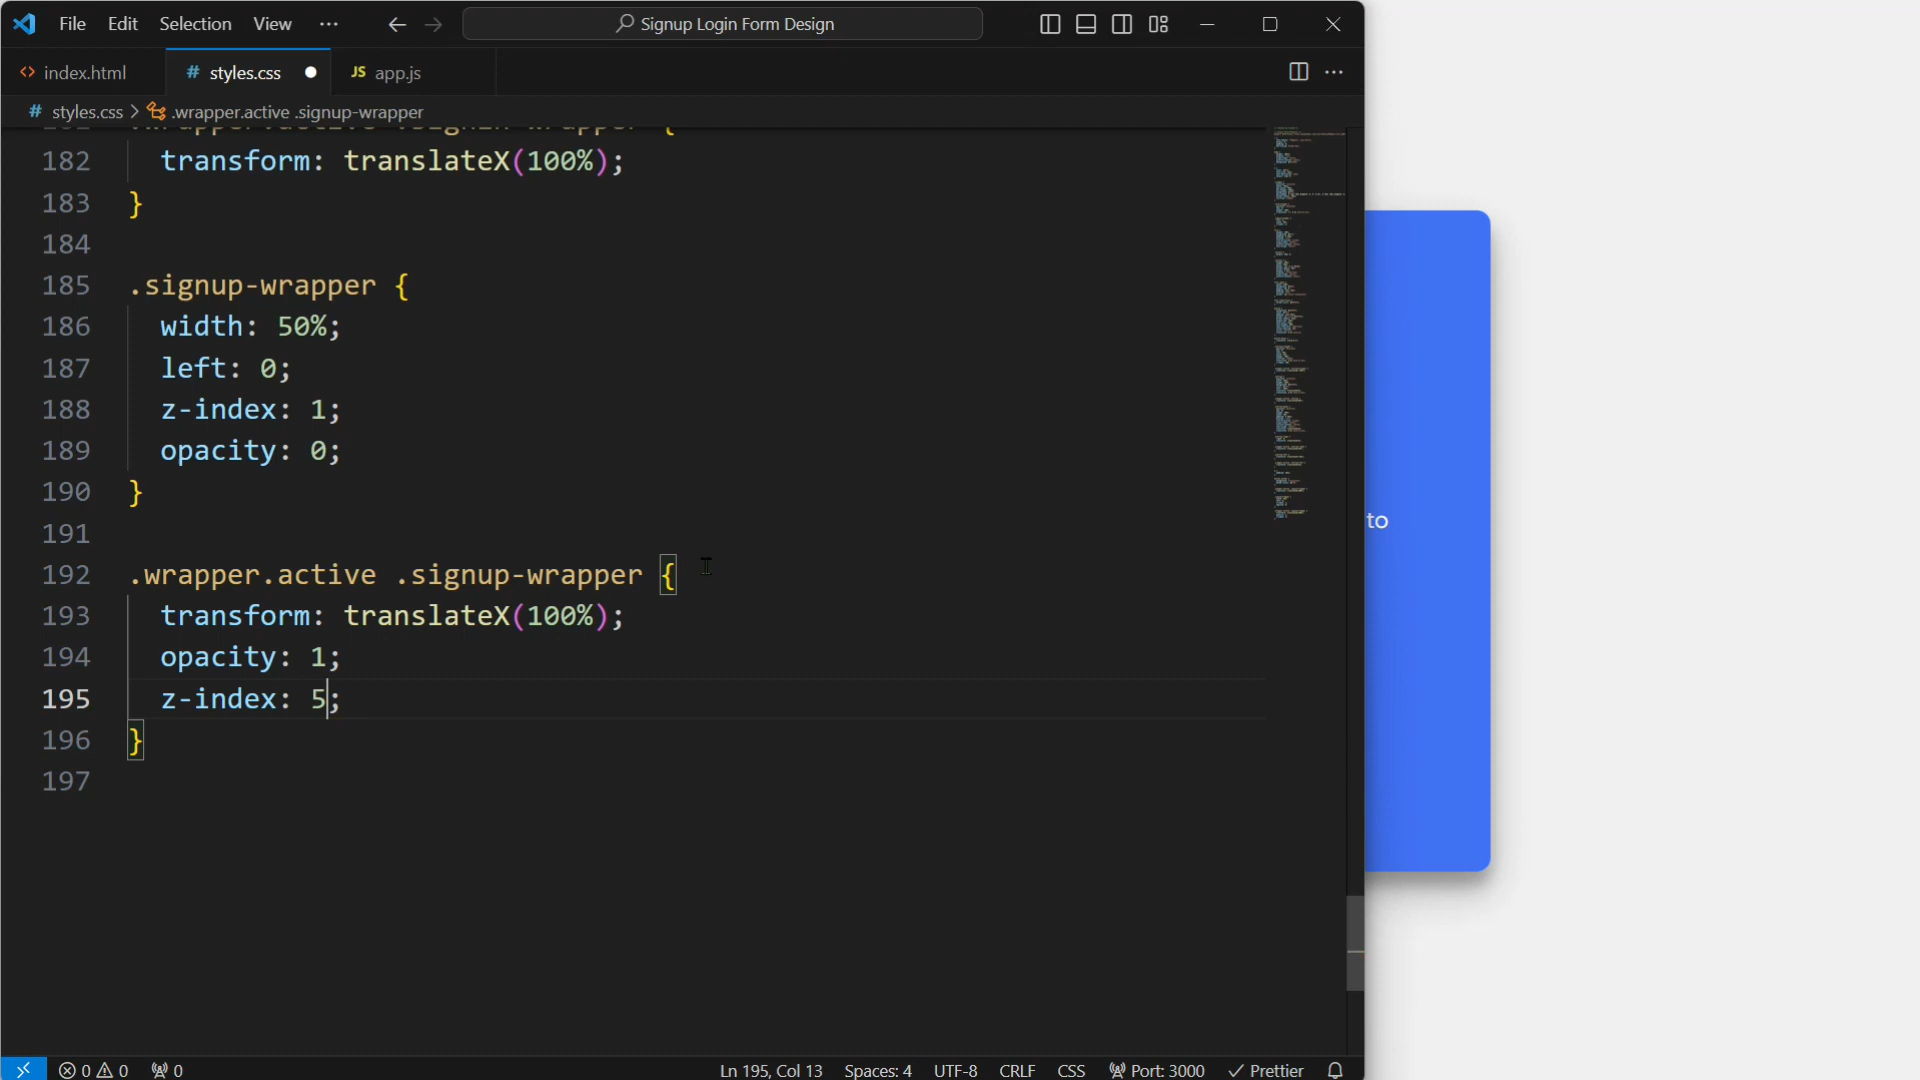 File Edit Selection View ··· Signup Login Form Design
index.html # styles.css JS app.js
# styles.css > .wrapper.active .signup-wrapper
182 transform: translateX(100%);
183 }
184
185 .signup-wrapper {
186 width: 50%;
187 left: 0;
188 z-index: 1;
189 opacity: 0;
190 }
191
192 .wrapper.active .signup-wrapper {
193 transform: translateX(100%);
194 opacity: 1;
195 z-index: 5;
196 }
197
to
0 0 0 Ln 195, Col 13 Spaces: 4 UTF-8 CRLF CSS Port: 3000 Prettier